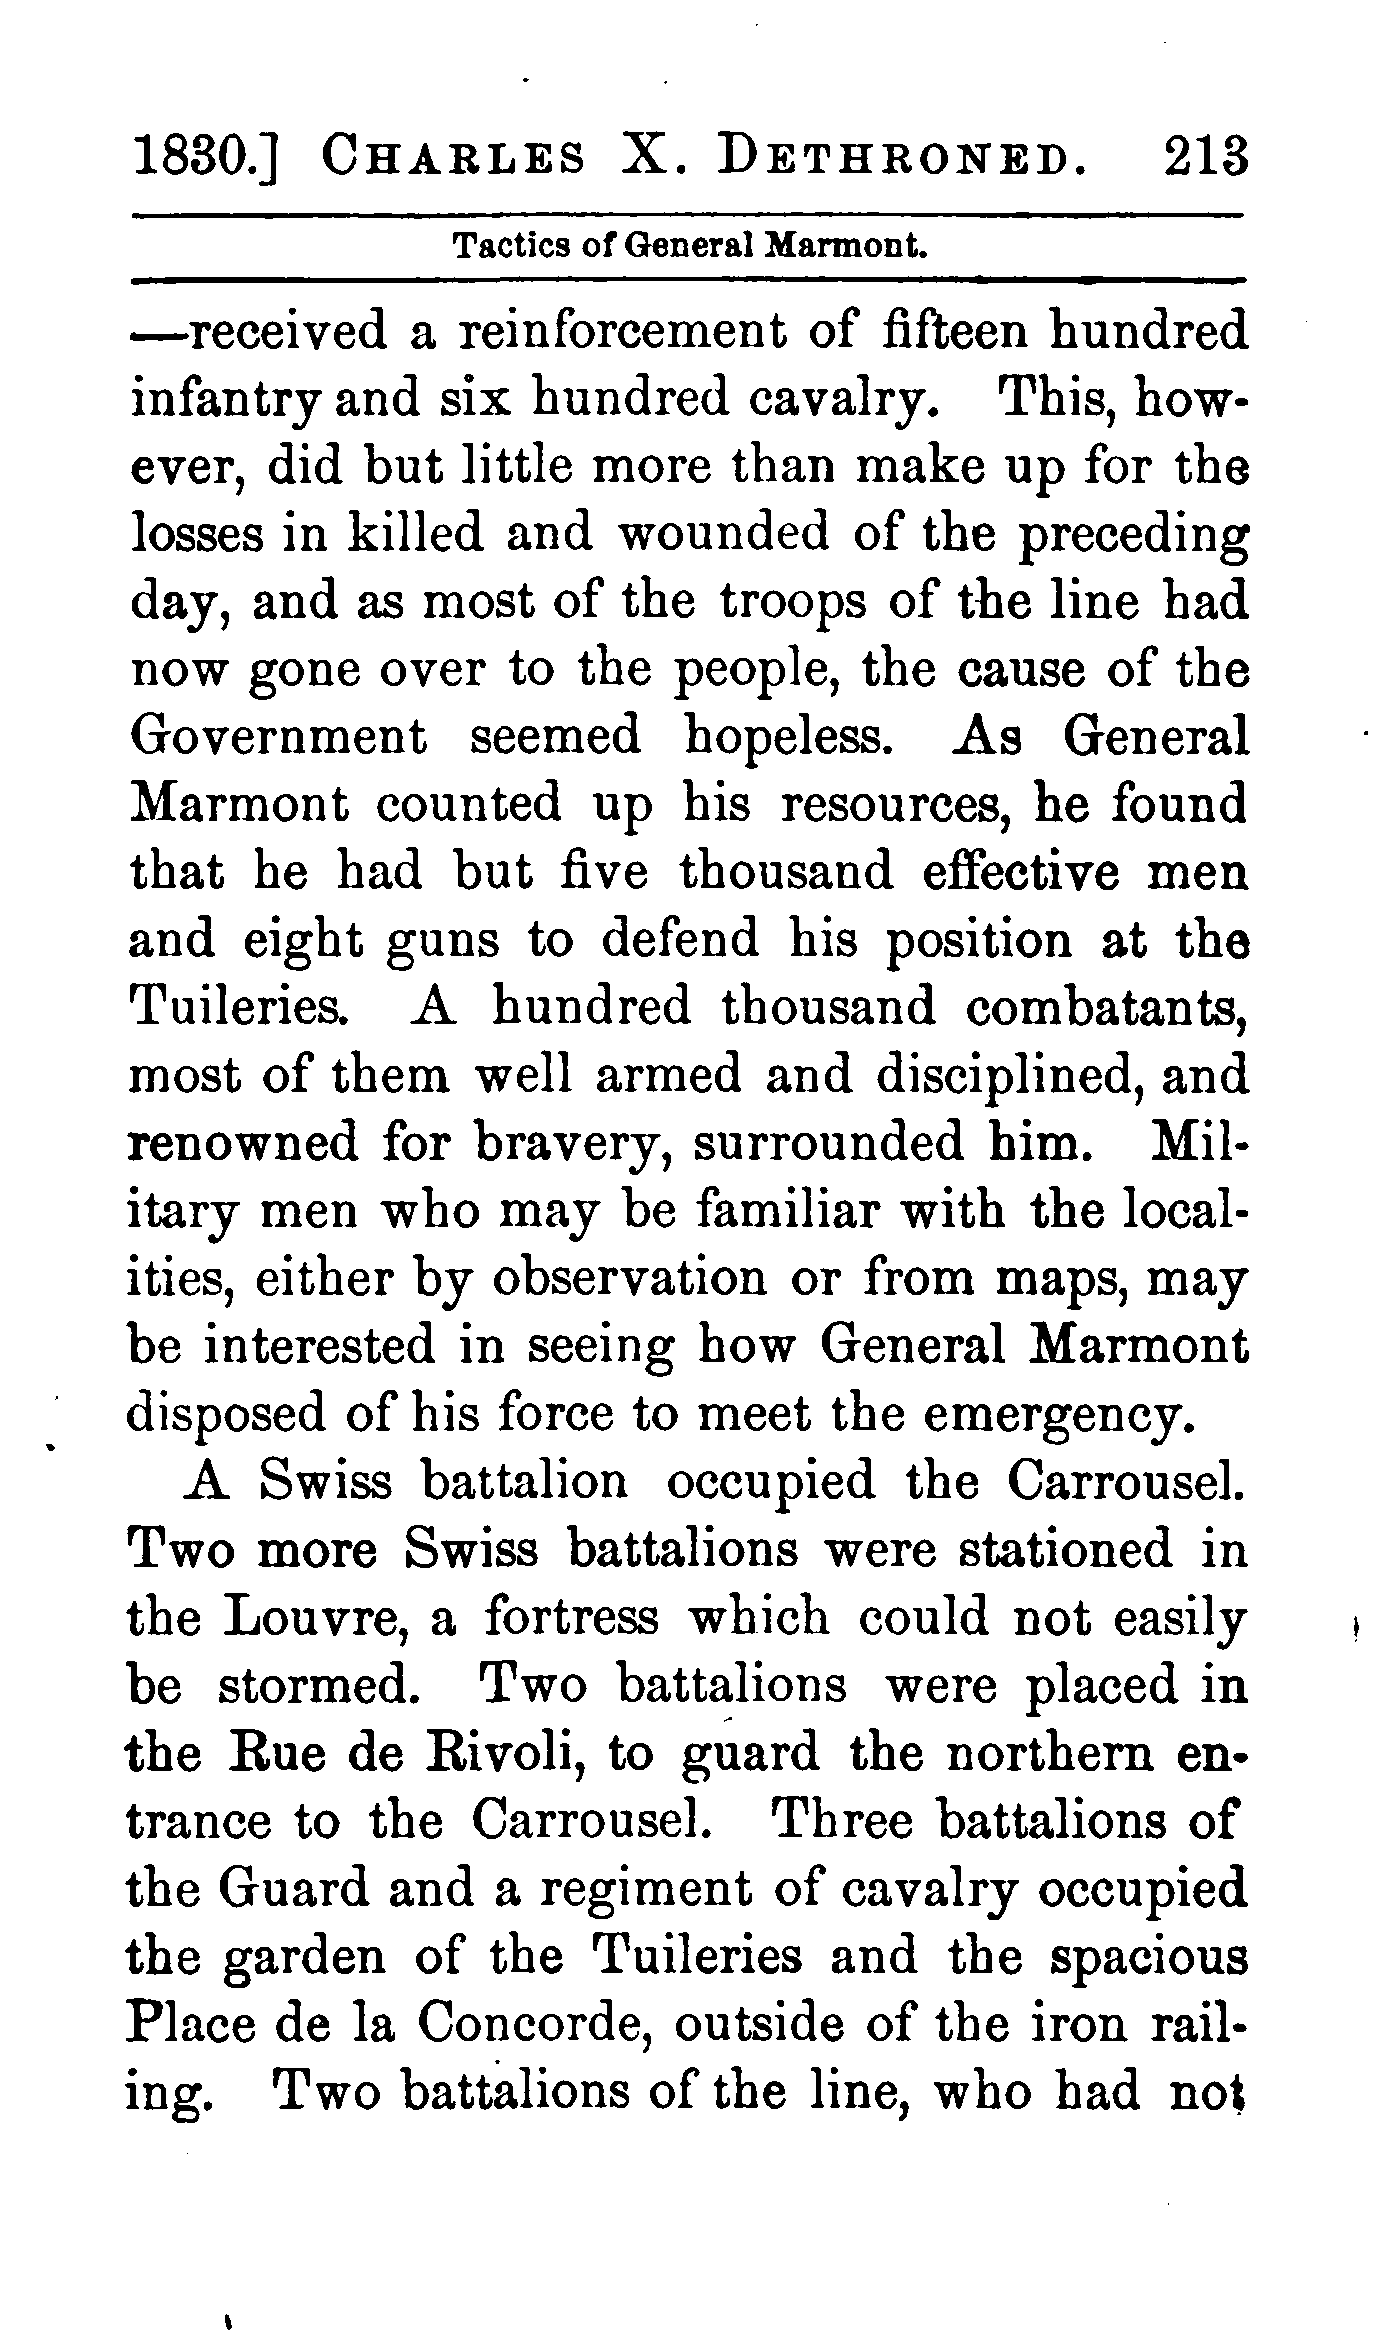 1830.] CHARLES X. DETHRONED. 213
Tactics of General Marmont.
—received a reinforcement of fifteen hundred
infantry and six hundred cavalry. This, how-
ever, did but little more than make up for the
losses in killed and wounded of the preceding
day, and as most of the troops of the line had
now gone over to the people, the cause of the
Government seemed hopeless. As General
Marmont counted up his resources, he found
that he had but five thousand effective men
and eight guns to defend his position at the
Tuileries. A hundred thousand combatants,
most of them well armed and disciplined, and
renowned for bravery, surrounded him. Mil-
itary men who may be familiar with the local-
ities, either by observation or from maps, may
be interested in seeing how General Marmont
disposed of his force to meet the emergency.
A Swiss battalion occupied the Carrousel.
Two more Swiss battalions were stationed in
the Louvre, a fortress which could not easily
be stormed. Two battalions were placed in
the Rue de Rivoli, to guard the northern en-
trance to the Carrousel. Three battalions of
the Guard and a regiment of cavalry occupied
the garden of the Tuileries and the spacious
Place de la Concorde, outside of the iron rail-
ing. Two battalions of the line, who had not